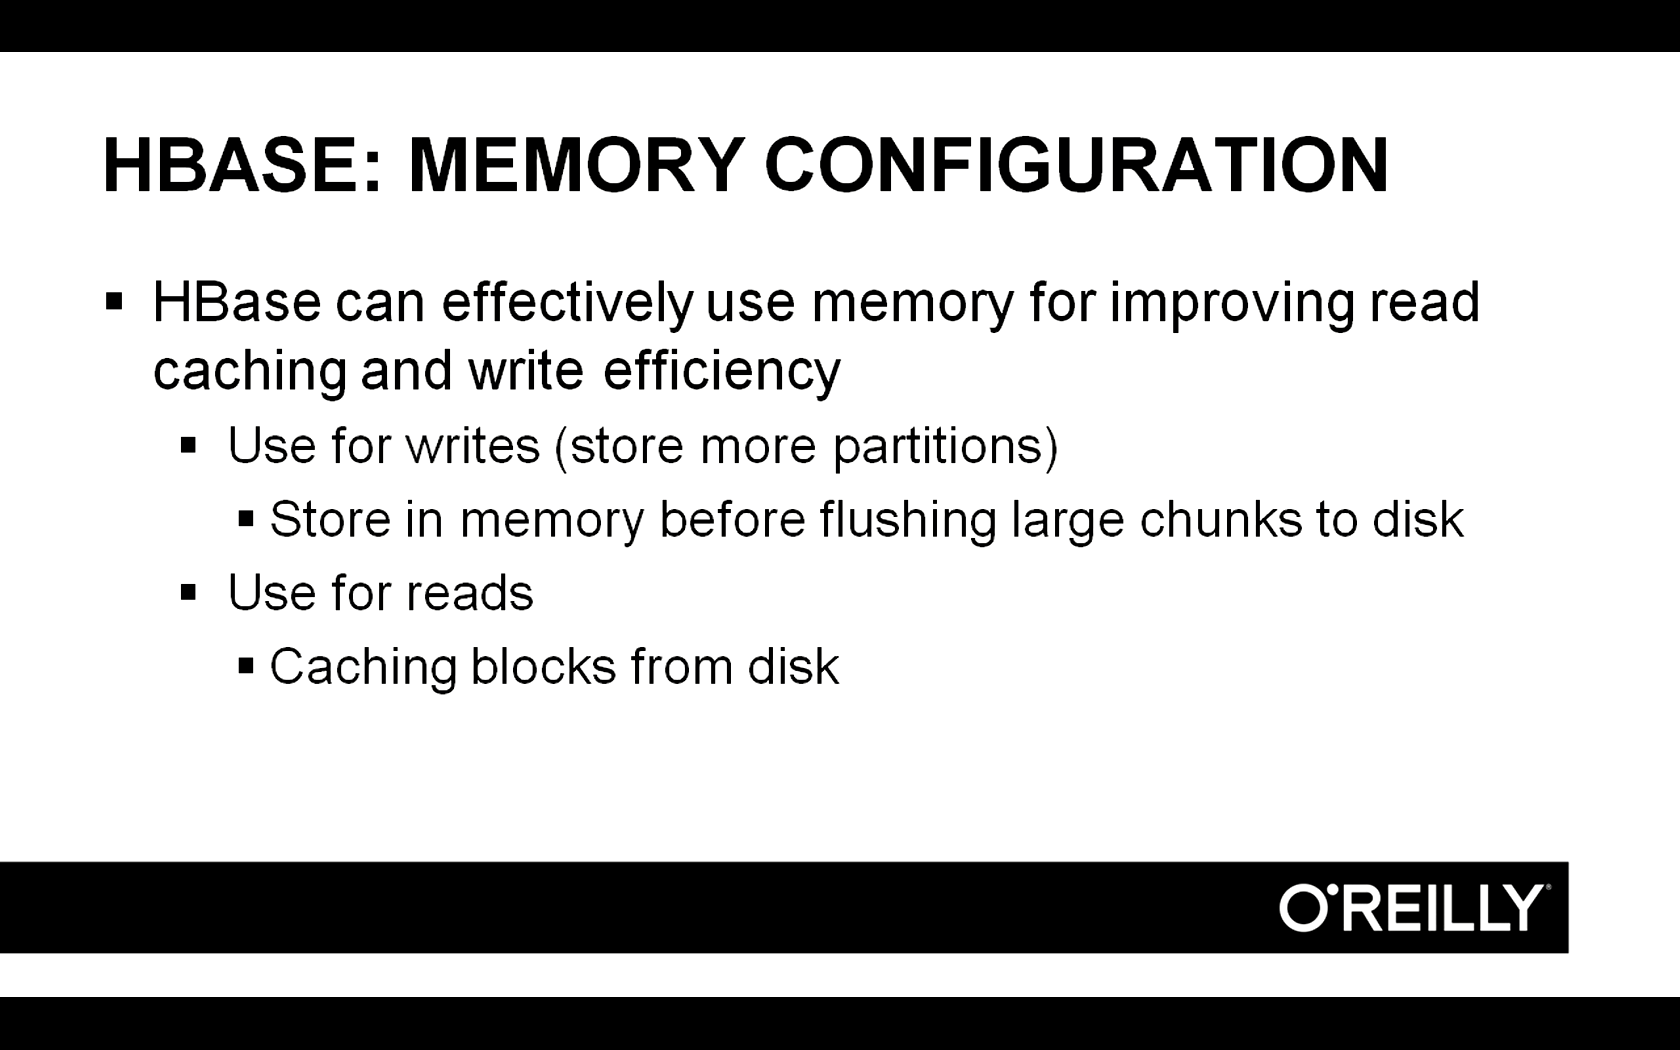 HBASE: MEMORY CONFIGURATION
▪ HBase can effectively use memory for improving read
caching and write efficiency
▪ Use for writes (store more partitions)
▪ Store in memory before flushing large chunks to disk
▪ Use for reads
▪ Caching blocks from disk
O'REILLY®